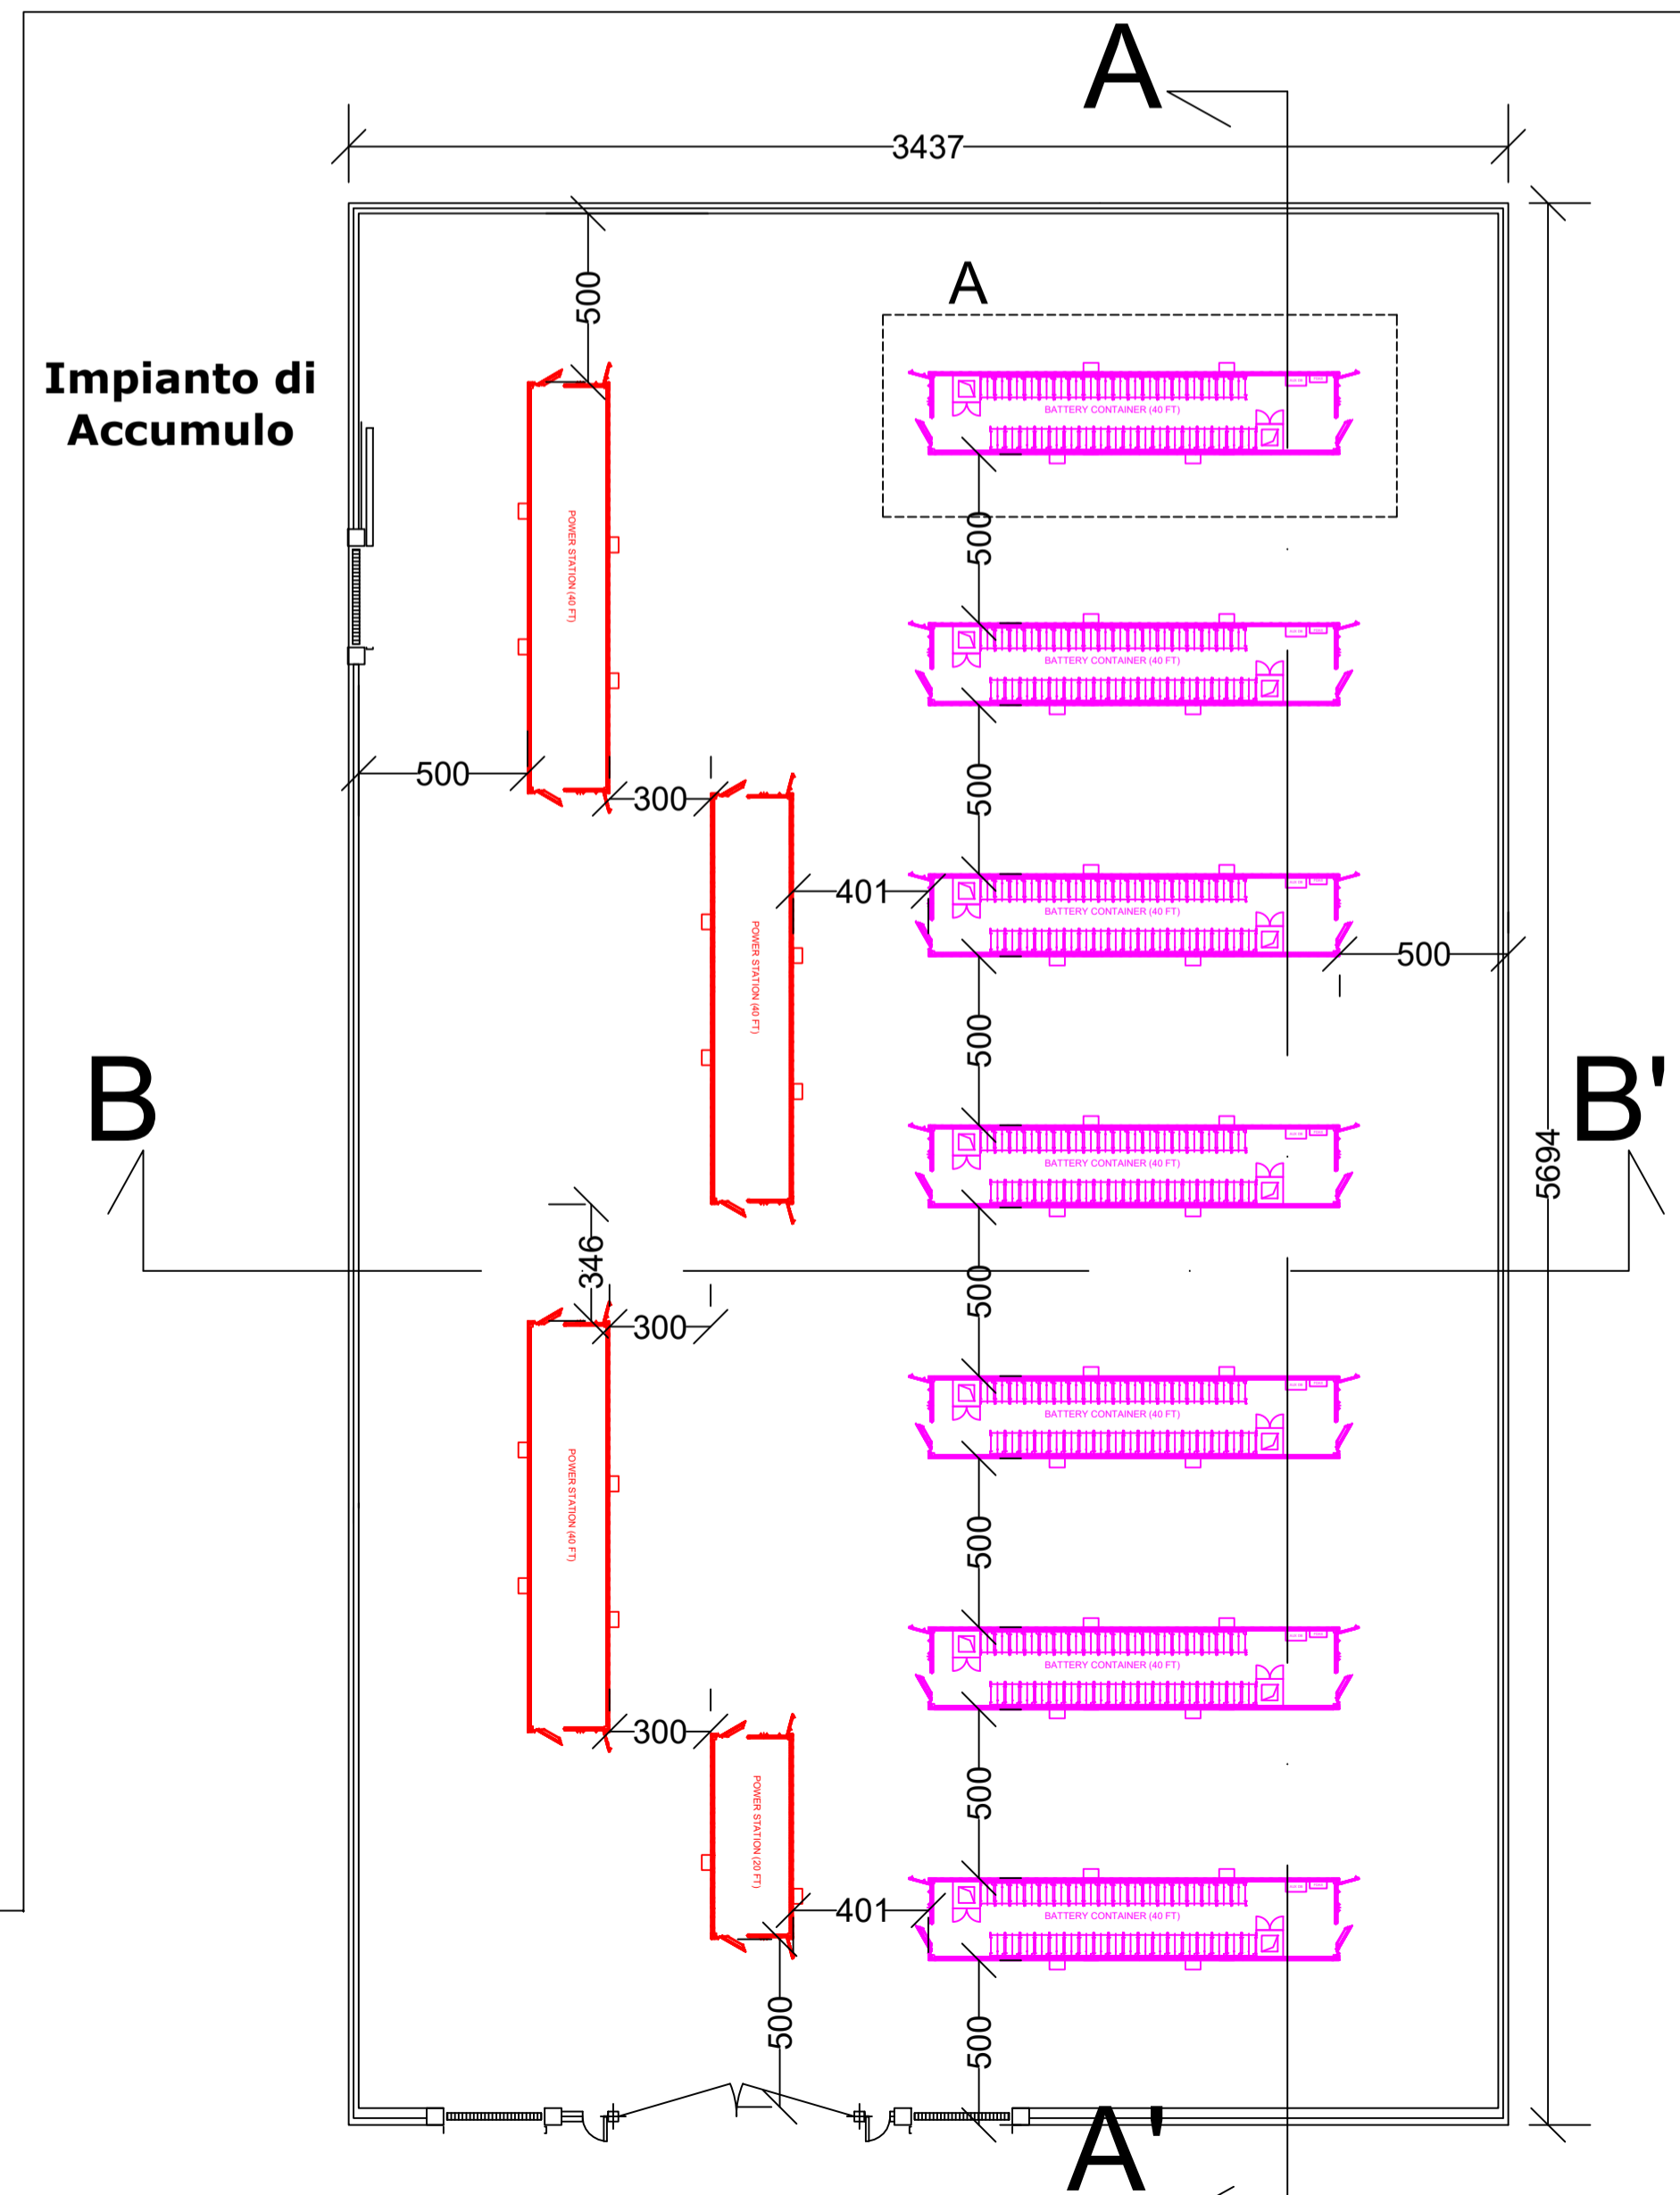 A
3437
500
A
Impianto di
Accumulo
BATTERY CONTAINER (40 FT)
500
POWER STATION (40 FT)
BATTERY CONTAINER (40 FT)
500
500
300
401
BATTERY CONTAINER (40 FT)
500
POWER STATION (40 FT)
500
B
B'
5694
BATTERY CONTAINER (40 FT)
346
500
300
BATTERY CONTAINER (40 FT)
POWER STATION (40 FT)
500
BATTERY CONTAINER (40 FT)
300
500
POWER STATION (20 FT)
401
BATTERY CONTAINER (40 FT)
500
500
A'